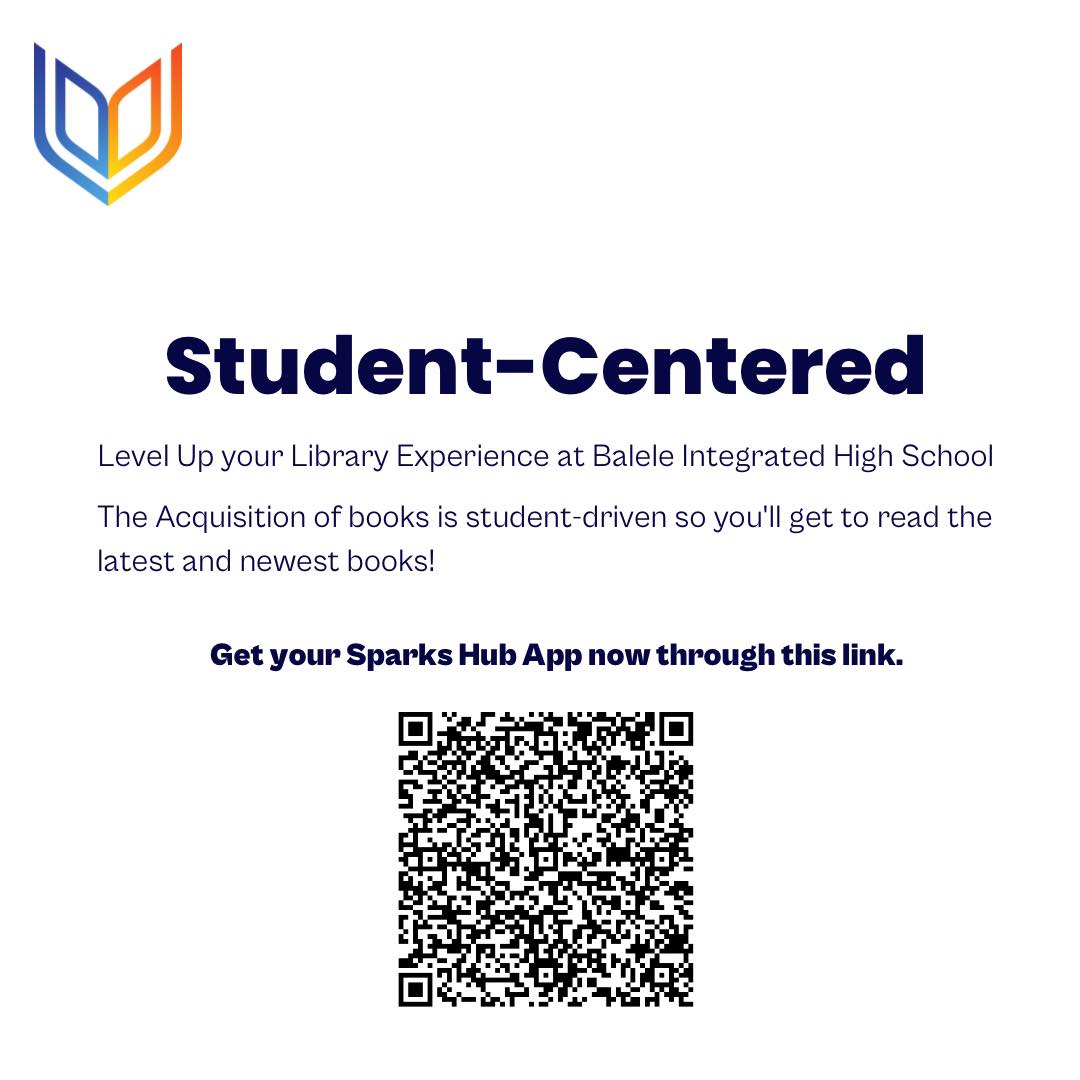 Student-Centered
Level Up your Library Experience at Balele Integrated High School
The Acquisition of books is student-driven so you'll get to read the
latest and newest books!
Get your Sparks Hub App now through this link.